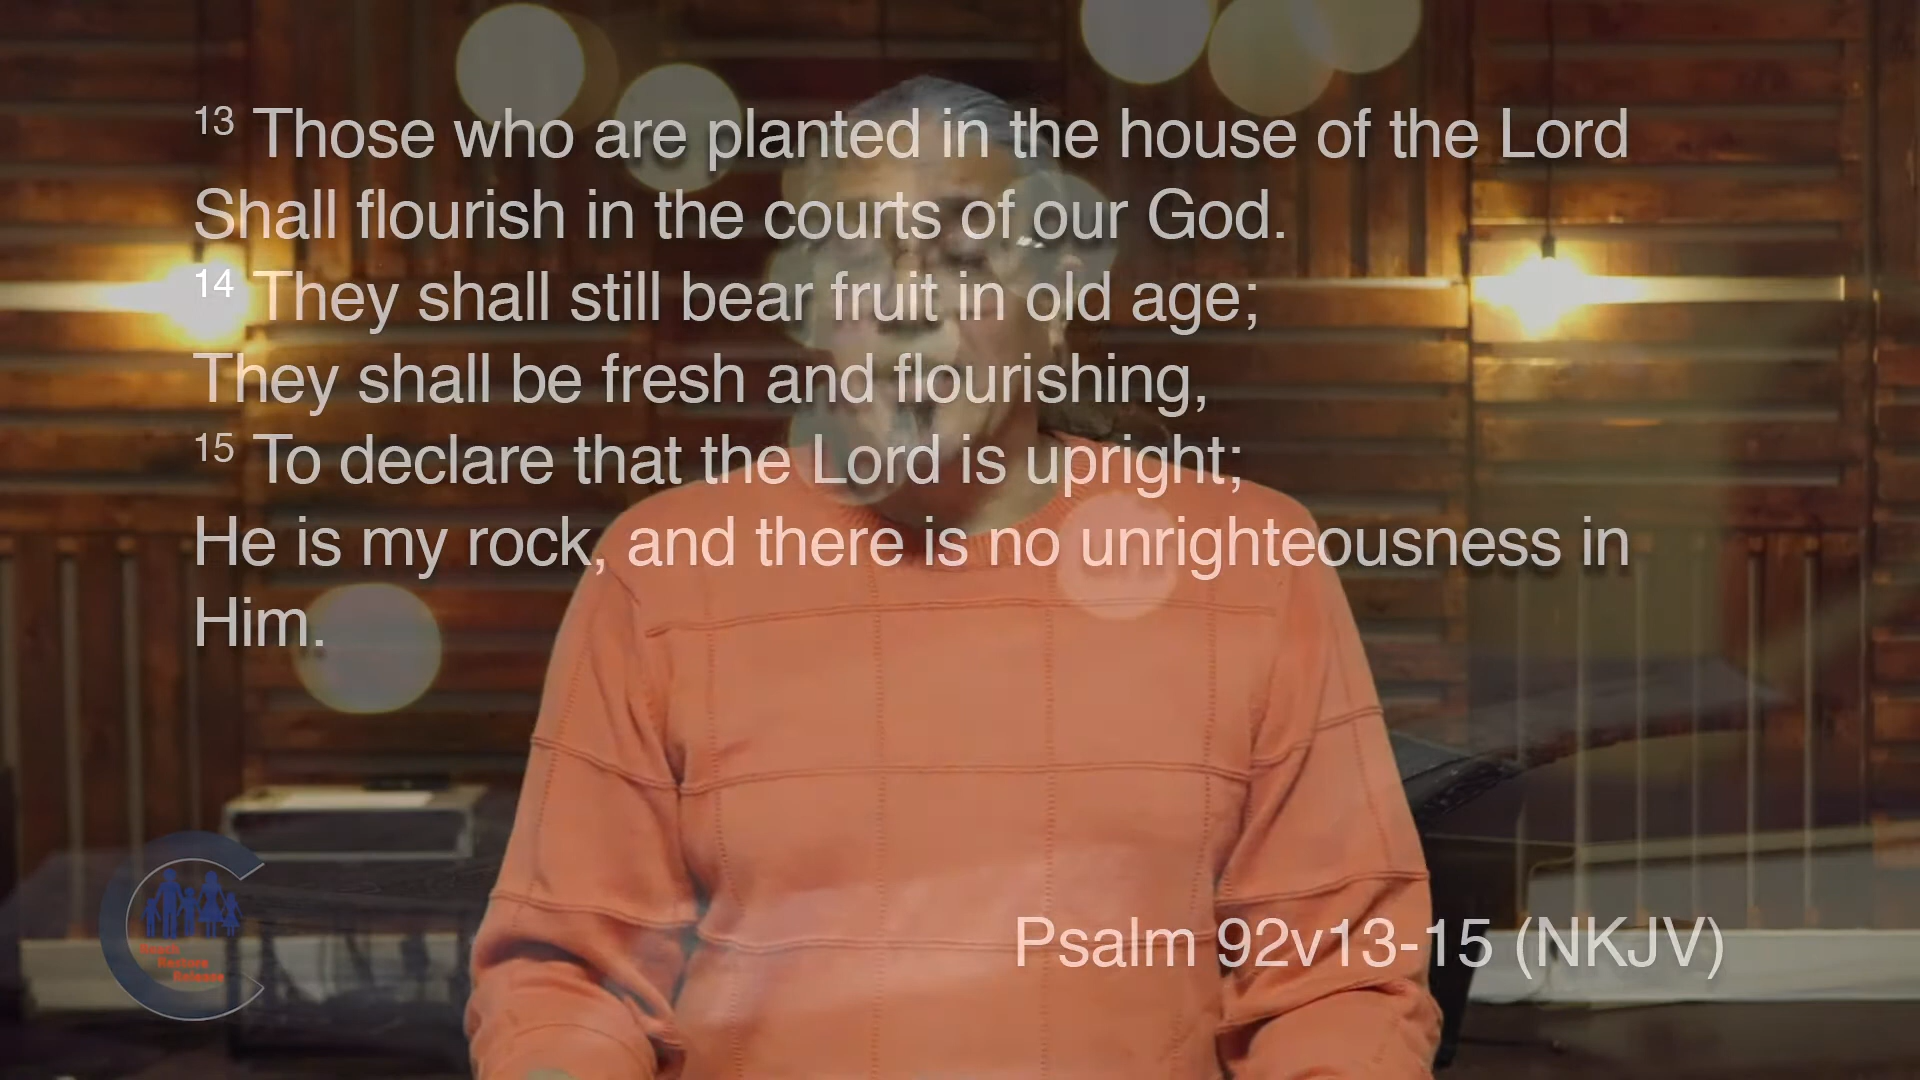 13 Those who are planted in the house of the Lord
Shall flourish in the courts of our God.
14 They shall still bear fruit in old age;
They shall be fresh and flourishing,
15 To declare that the Lord is upright;
He is my rock, and there is no unrighteousness in
Him.
Psalm 92v13-15 (NKJV)
Restore
Release